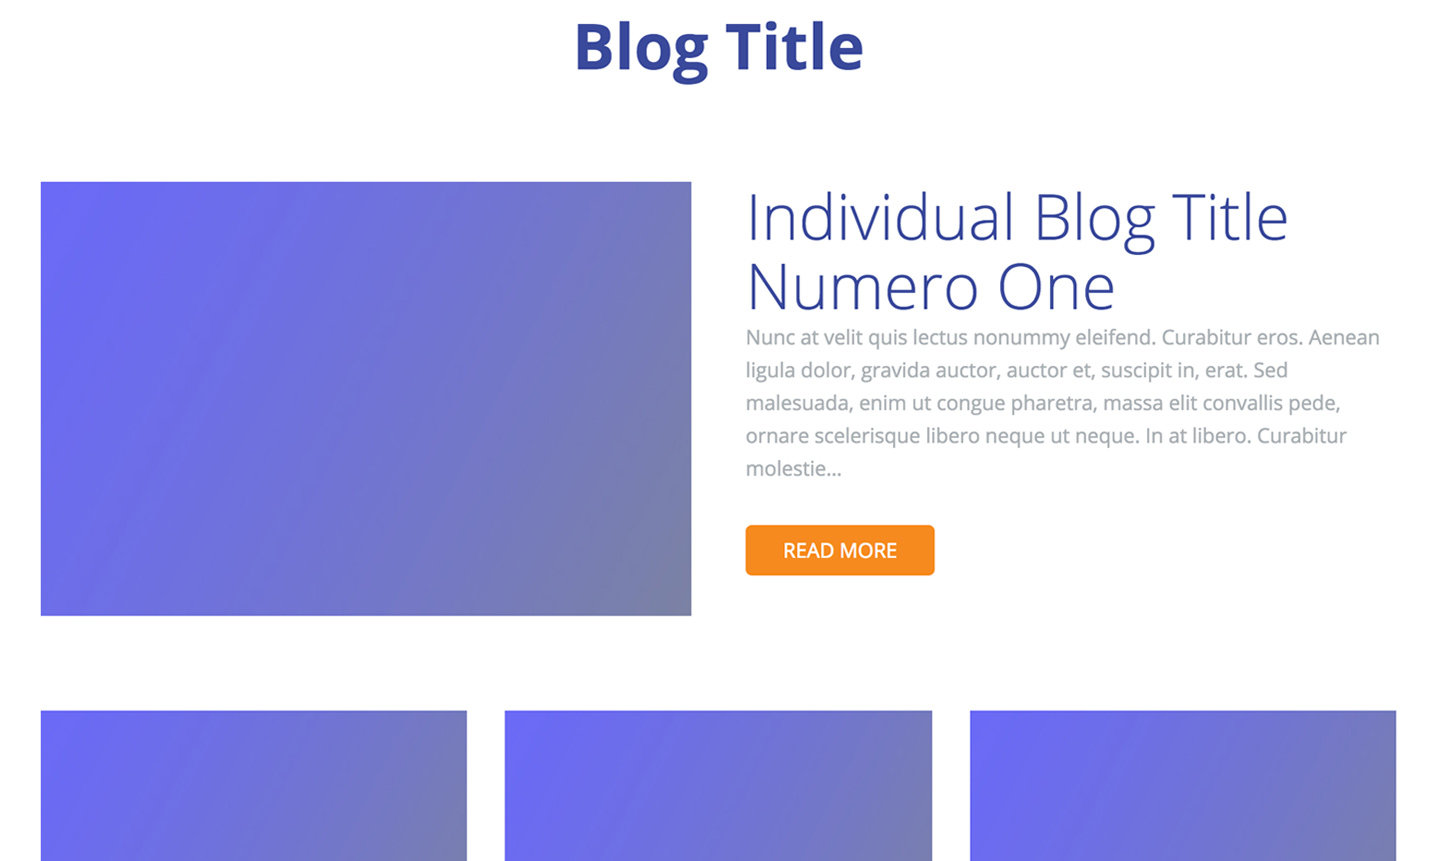 Blog Title
Individual Blog Title
Numero One
Nunc at velit quis lectus nonummy eleifend. Curabitur eros. Aenean
ligula dolor, gravida auctor, auctor et, suscipit in, erat. Sed
malesuada, enim ut congue pharetra, massa elit convallis pede,
ornare scelerisque libero neque ut neque. In at libero. Curabitur
molestie...
READ MORE